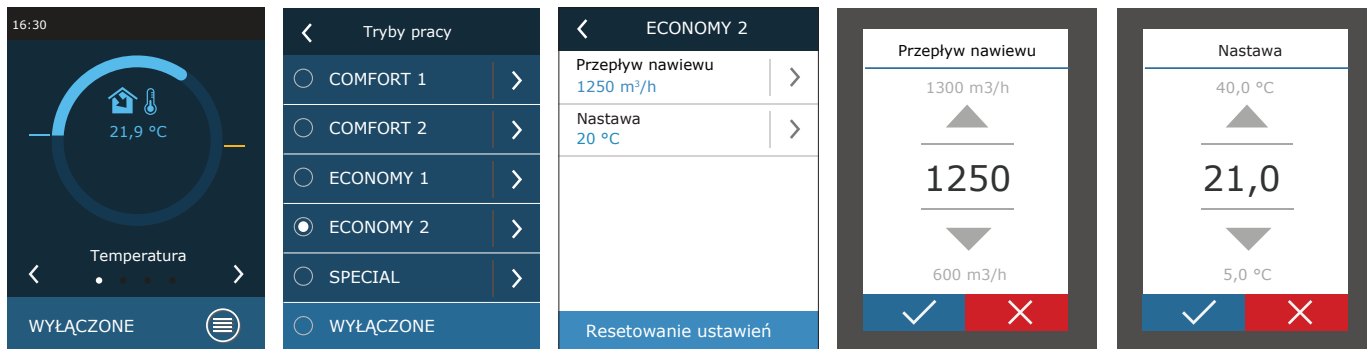 16:30
21,9 °C
Temperatura
WYŁĄCZONE
Tryby pracy
COMFORT 1
COMFORT 2
ECONOMY 1
ECONOMY 2
SPECIAL
WYŁĄCZONE
ECONOMY 2
Przepływ nawiewu
1250 m³/h
Nastawa
20 °C
Resetowanie ustawień
Przepływ nawiewu
1300 m3/h
1250
600 m3/h
Nastawa
40,0 °C
21,0
5,0 °C